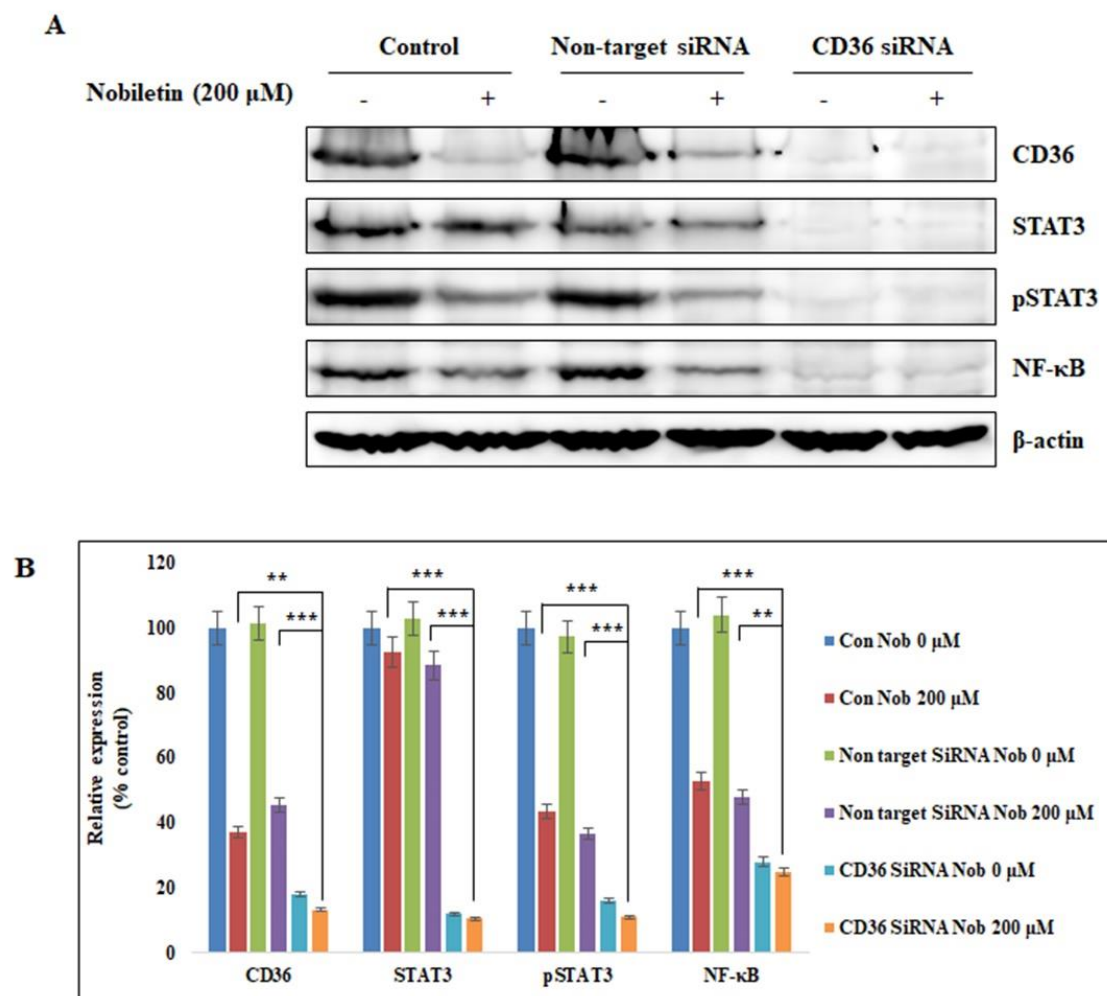 A
Control Non-target siRNA CD36 siRNA
Nobiletin (200 µM) - + - + - +
CD36
STAT3
pSTAT3
NF-κB
β-actin
B
Relative expression
(% control)
120
100
80
60
40
20
0
** *** *** ***
*** *** *** **
CD36 STAT3 pSTAT3 NF-κB
Con Nob 0 µM
Con Nob 200 µM
Non target SiRNA Nob 0 µM
Non target SiRNA Nob 200 µM
CD36 SiRNA Nob 0 µM
CD36 SiRNA Nob 200 µM